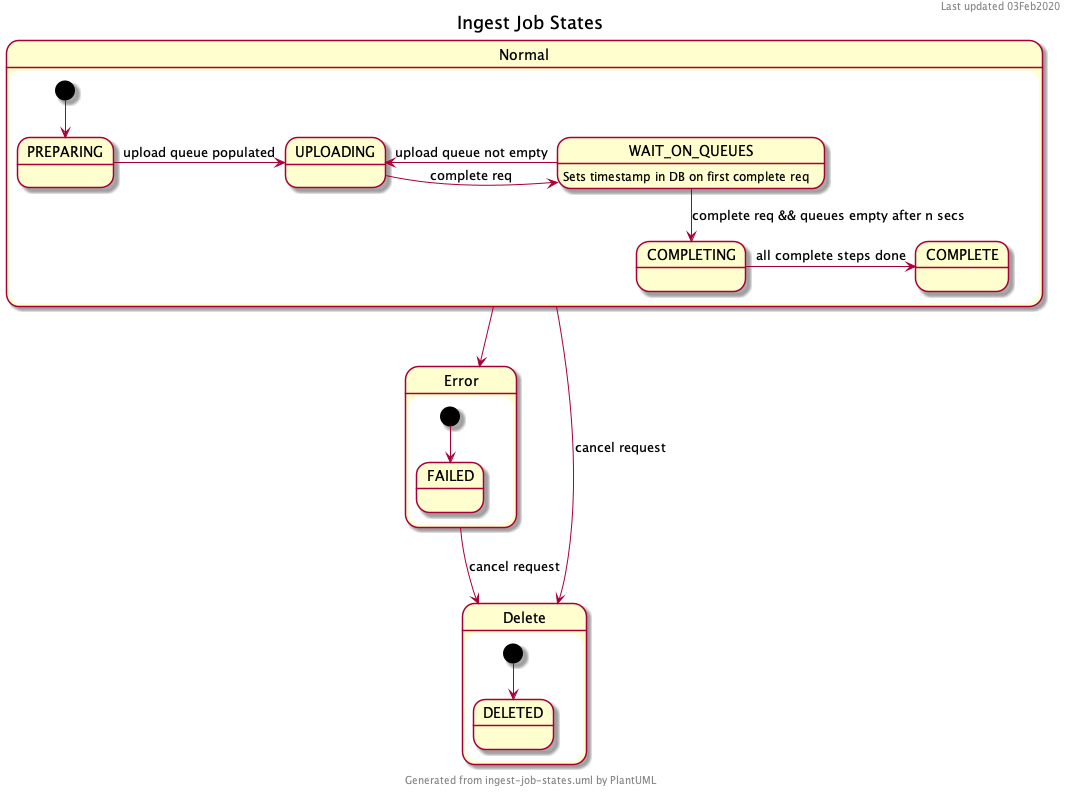 Last updated 03Feb2020
Ingest Job States
Normal
PREPARING
upload queue populated
UPLOADING
upload queue not empty
complete req
WAIT_ON_QUEUES
Sets timestamp in DB on first complete req
complete req && queues empty after n secs
COMPLETING
all complete steps done
COMPLETE
Error
FAILED
cancel request
cancel request
Delete
DELETED
Generated from ingest-job-states.uml by PlantUML